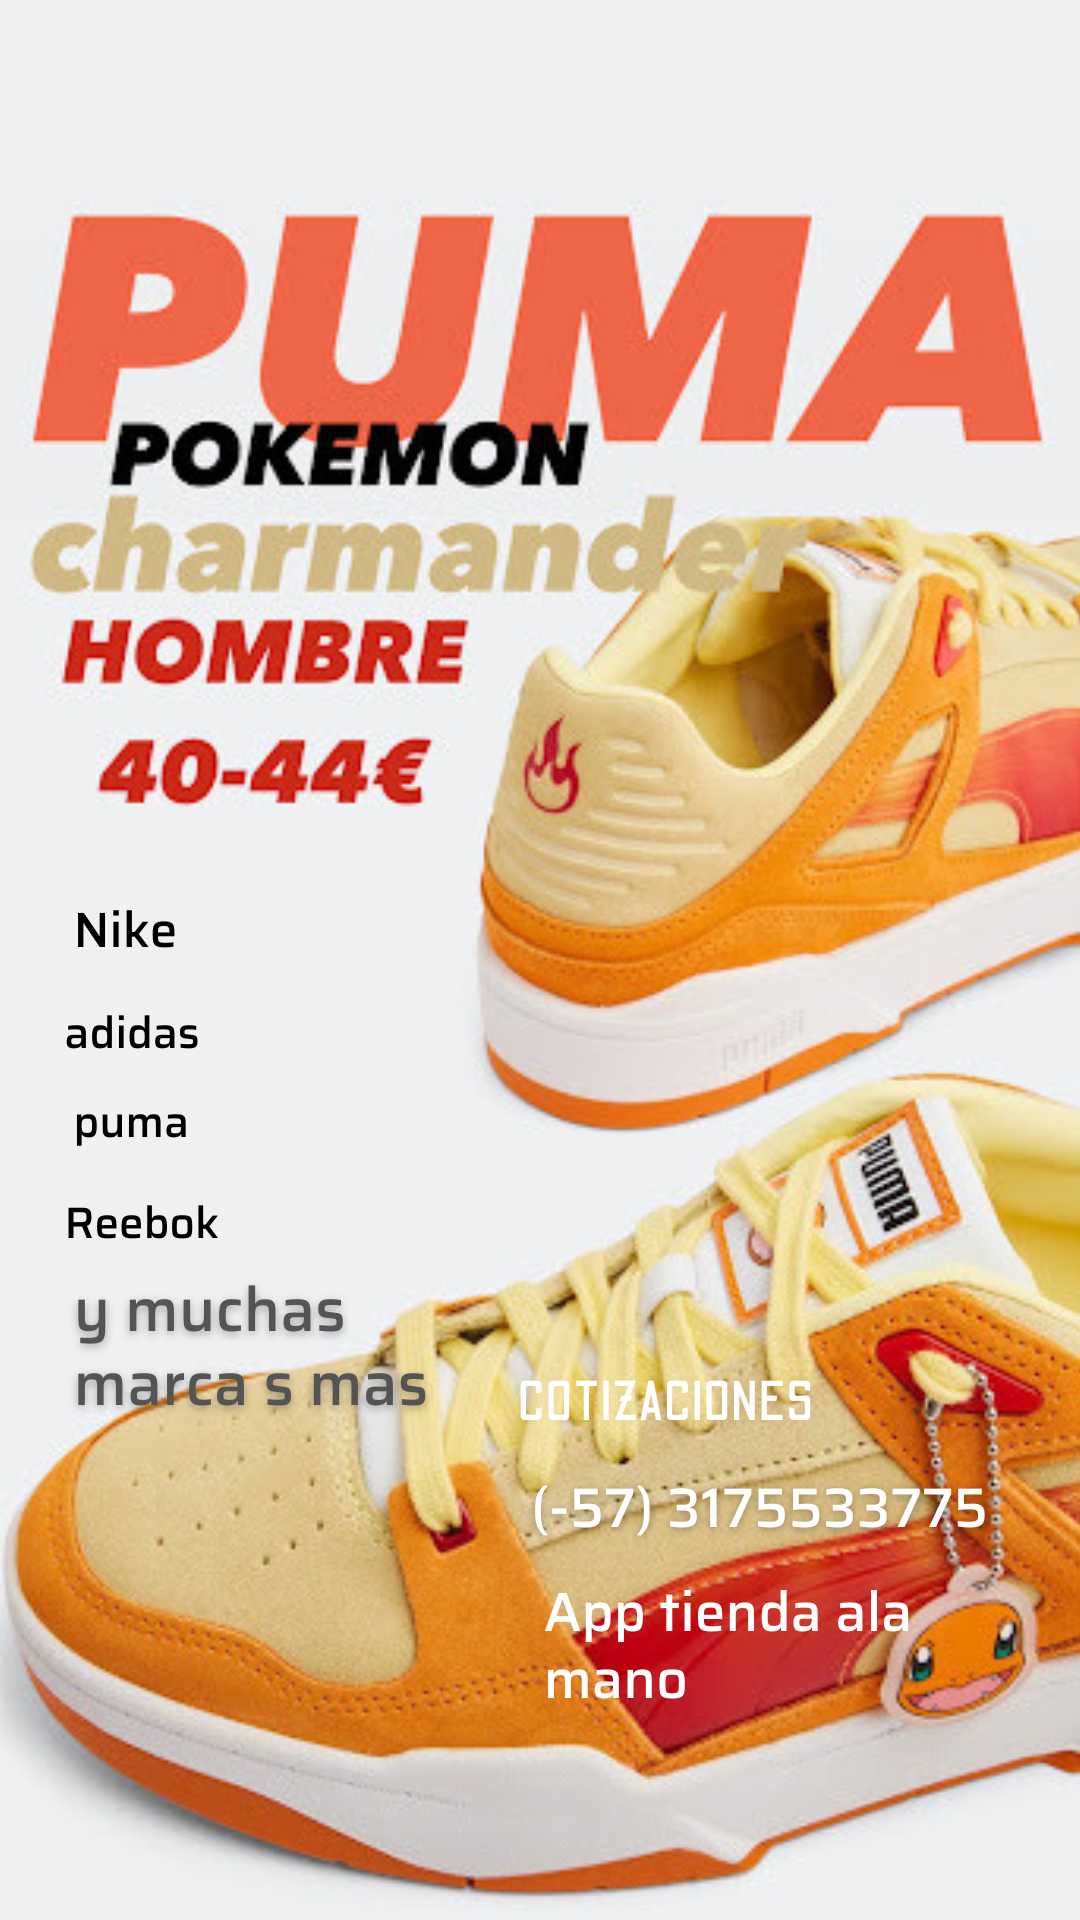 PUMA
POKEMON
charmander
HOMBRE
40-44€
Nike
adidas
puma
Reebok
y muchas
marca s mas
PUMA
COTIZACIONES
(-57) 3175533775
App tienda ala
mano